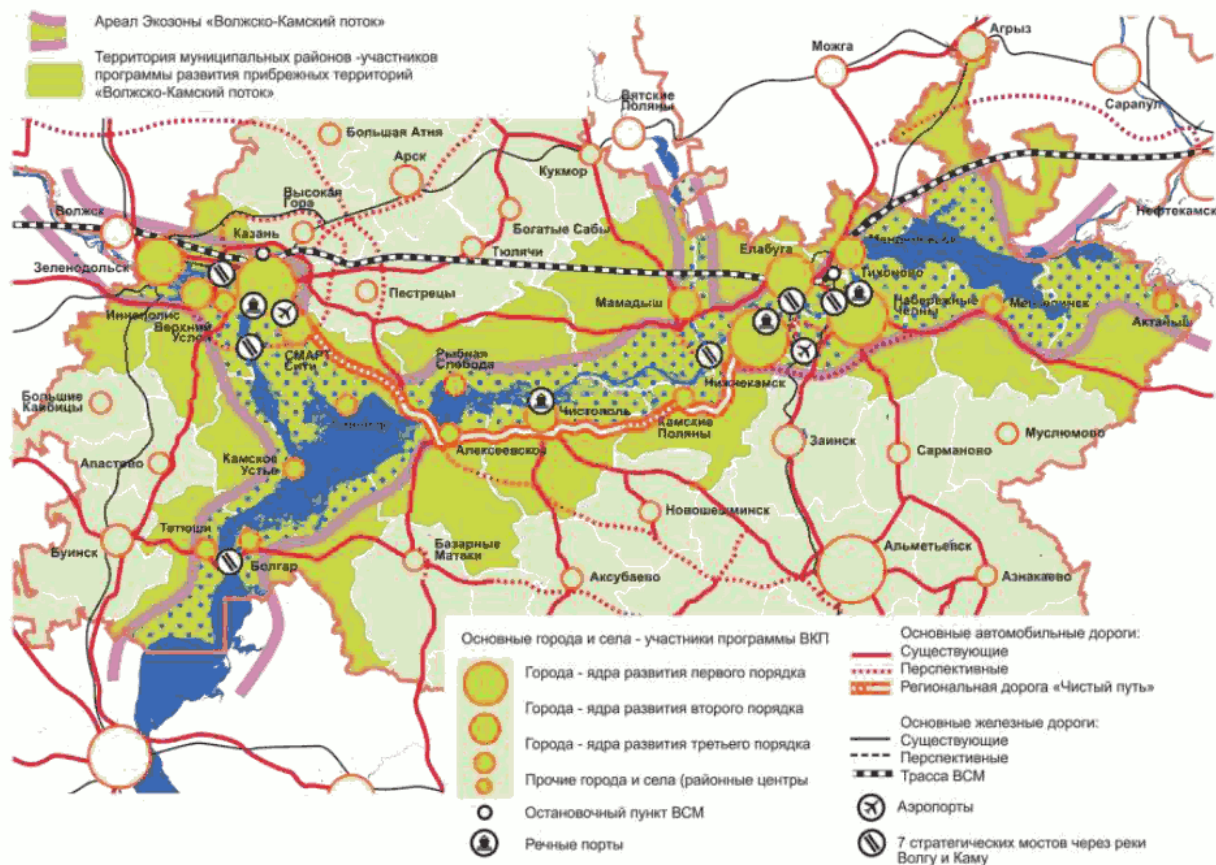 Ареал Экозоны «Волжско-Камский поток»
Территория муниципальных районов -участников
программы развития прибрежных территорий
«Волжско-Камский поток»
Агрыз
Можга
Сарапул
Вятские
Поляны
Большая Атня
Арск
Кукмор
Высокая
Гора
Волжск
Казань
Богатые Сабы
Тюлячи
Нефтекамск
Елабуга
Зеленодольск
Тихоново
Пестрецы
Мамадыш
Набережные
Челны
Иннополис
Верхний
Услон
Актаныш
СМАРТ
Сити
Рыбная
Слобода
Нижнекамск
Большие
Кайбицы
Чистополь
Камские
Поляны
Заинск
Муслюмово
Алексеевское
Сарманово
Апастово
Камское
Устье
Новошешминск
Тетюши
Буинск
Болгар
Базарные
Матаки
Альметьевск
Аксубаево
Азнакаево
Основные города и села - участники программы ВКП
Города - ядра развития первого порядка
Города - ядра развития второго порядка
Города - ядра развития третьего порядка
Прочие города и села (районные центры
Остановочный пункт ВСМ
Речные порты
Основные автомобильные дороги:
Существующие
Перспективные
Региональная дорога «Чистый путь»
Основные железные дороги:
Существующие
Перспективные
Трасса ВСМ
Аэропорты
7 стратегических мостов через реки
Волгу и Каму